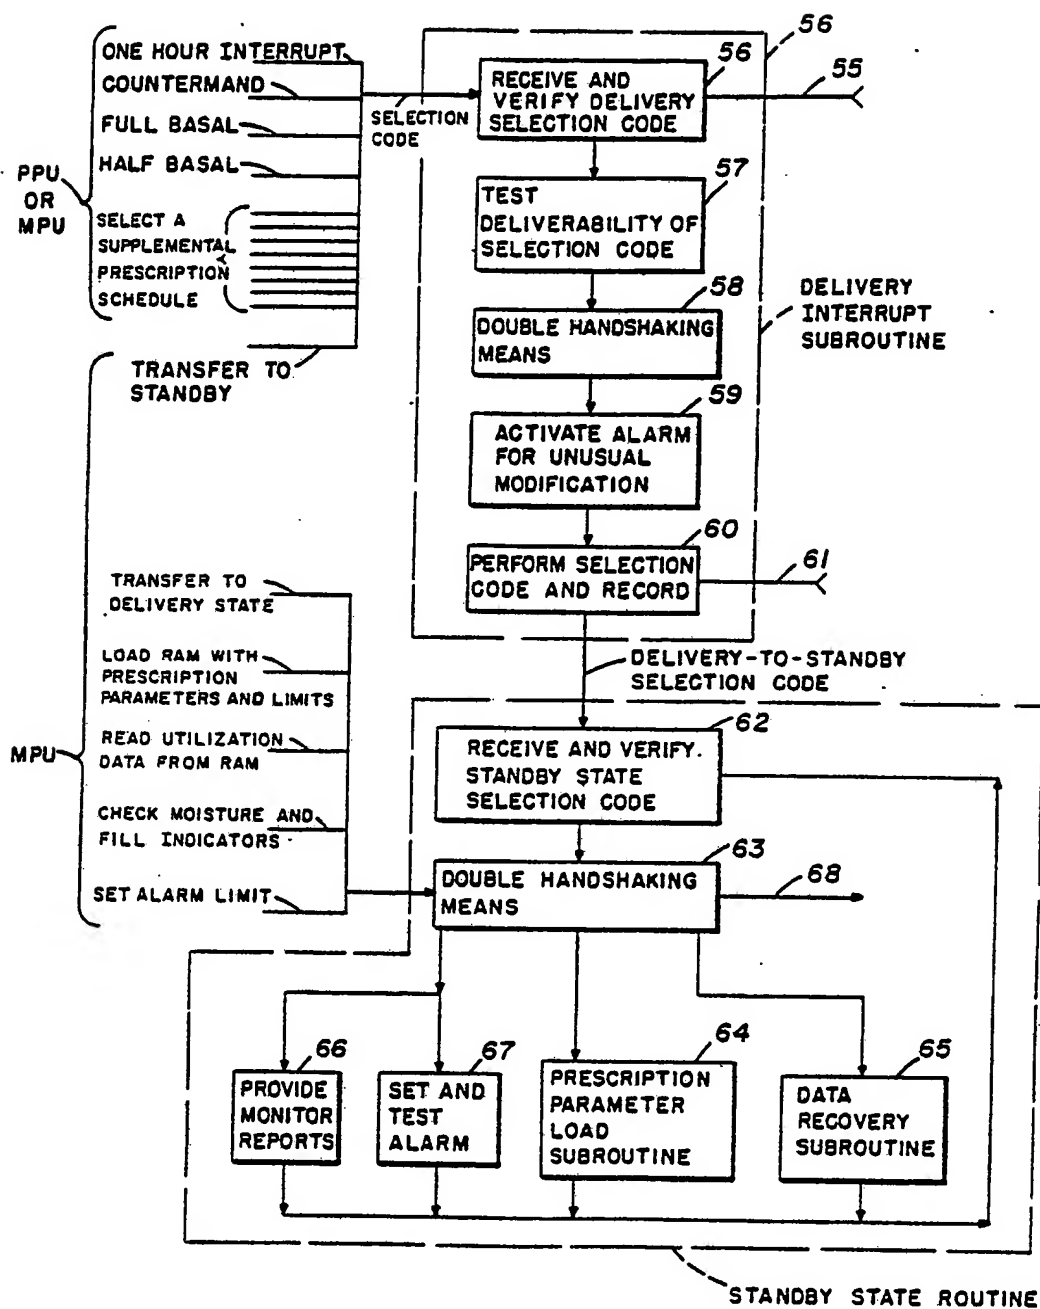 ONE HOUR INTERRUPT
COUNTERMAND
FULL BASAL
HALF BASAL
PPU
OR
MPU
SELECT A
SUPPLEMENTAL
PRESCRIPTION
SCHEDULE
TRANSFER TO
STANDBY
SELECTION
CODE
56
56
RECEIVE AND
VERIFY DELIVERY
SELECTION CODE
55
57
TEST
DELIVERABILITY OF
SELECTION CODE
58
DOUBLE HANDSHAKING
MEANS
DELIVERY
INTERRUPT
SUBROUTINE
59
ACTIVATE ALARM
FOR UNUSUAL
MODIFICATION
60
PERFORM SELECTION
CODE AND RECORD
61
DELIVERY-TO-STANDBY
SELECTION CODE
MPU
TRANSFER TO
DELIVERY STATE
LOAD RAM WITH
PRESCRIPTION
PARAMETERS AND LIMITS
READ UTILIZATION
DATA FROM RAM
CHECK MOISTURE AND
FILL INDICATORS
SET ALARM LIMIT
62
RECEIVE AND VERIFY.
STANDBY STATE
SELECTION CODE
63
DOUBLE HANDSHAKING
MEANS
68
66
PROVIDE
MONITOR
REPORTS
67
SET AND
TEST
ALARM
64
PRESCRIPTION
PARAMETER
LOAD
SUBROUTINE
65
DATA
RECOVERY
SUBROUTINE
STANDBY STATE ROUTINE